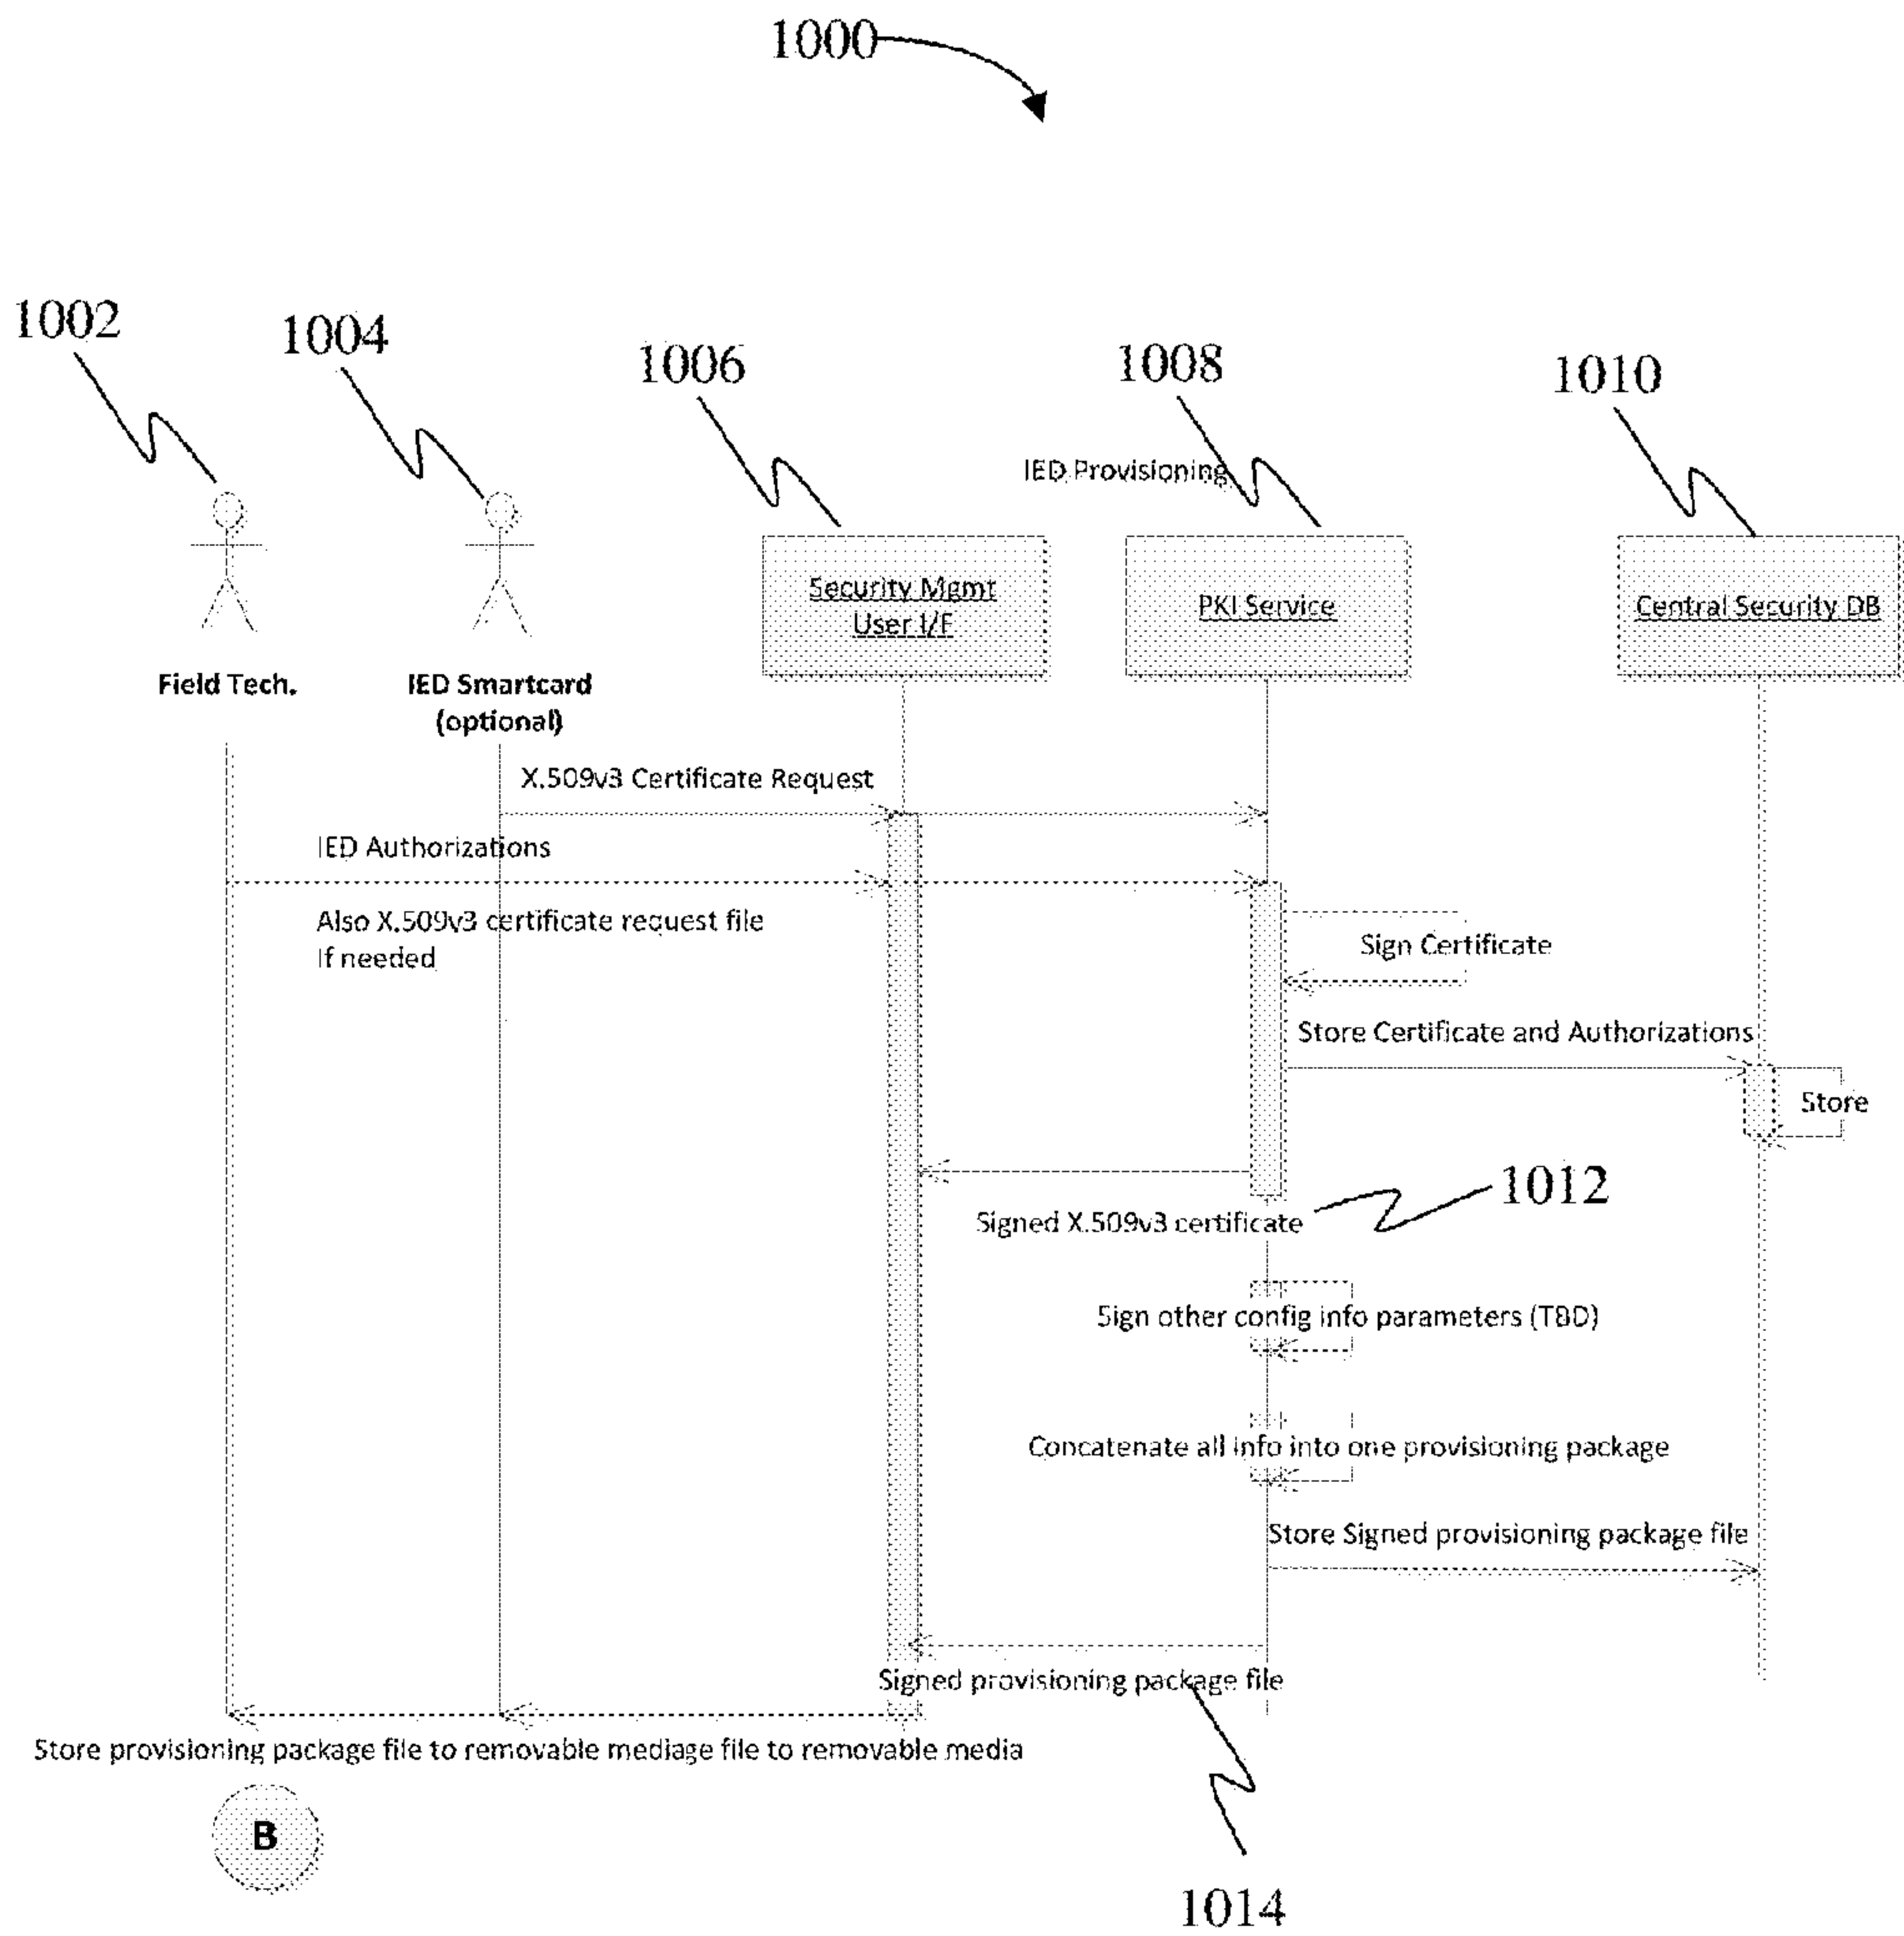 1000
1002
1004
1006
1008
1010
IED Provisioning
Security Mgmt
User I/F
PKI Service
Central Security DB
Field Tech.
IED Smartcard
(optional)
X.509v3 Certificate Request
IED Authorizations
Also X.509v3 certificate request file
If needed
Sign Certificate
Store Certificate and Authorizations
Store
1012
Signed X.509v3 certificate
Sign other config info parameters (TBD)
Concatenate all info into one provisioning package
Store Signed provisioning package file
Signed provisioning package file
Store provisioning package file to removable mediage file to removable media
B
1014